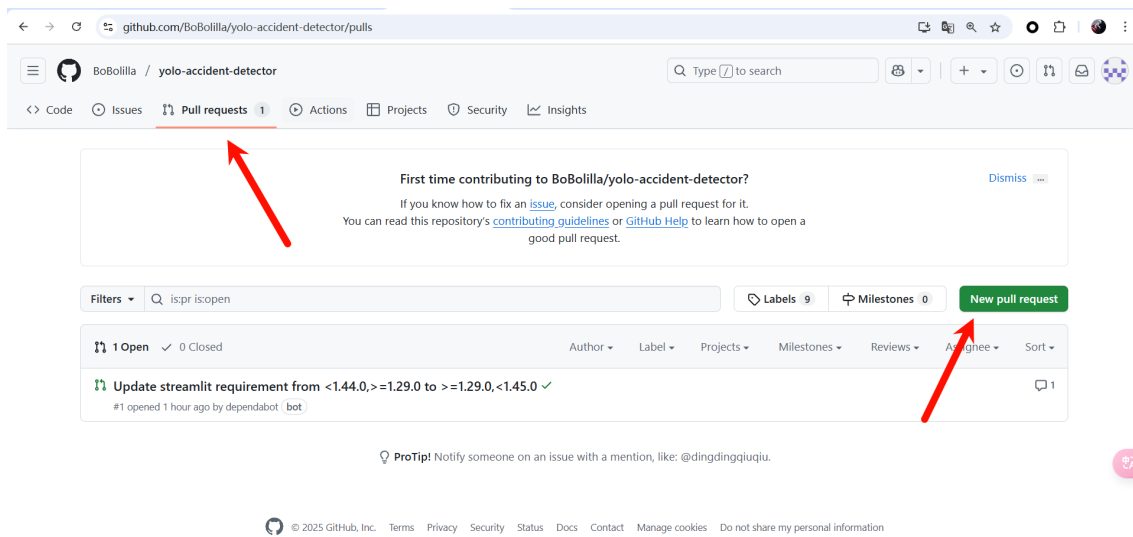 github.com/BoBolilla/yolo-accident-detector/pulls
BoBolilla / yolo-accident-detector
Type / to search
Code Issues Pull requests 1 Actions Projects Security Insights
First time contributing to BoBolilla/yolo-accident-detector?
Dismiss
If you know how to fix an issue, consider opening a pull request for it.
You can read this repository's contributing guidelines or GitHub Help to learn how to open a
good pull request.
Filters is:pr is:open Labels 9 Milestones 0 New pull request
1 Open 0 Closed Author Label Projects Milestones Reviews Assignee Sort
Update streamlit requirement from <1.44.0,>=1.29.0 to >=1.29.0,<1.45.0
1
#1 opened 1 hour ago by dependabot bot
ProTip! Notify someone on an issue with a mention, like: @dingdingqiuqiu.
© 2025 GitHub, Inc. Terms Privacy Security Status Docs Contact Manage cookies Do not share my personal information